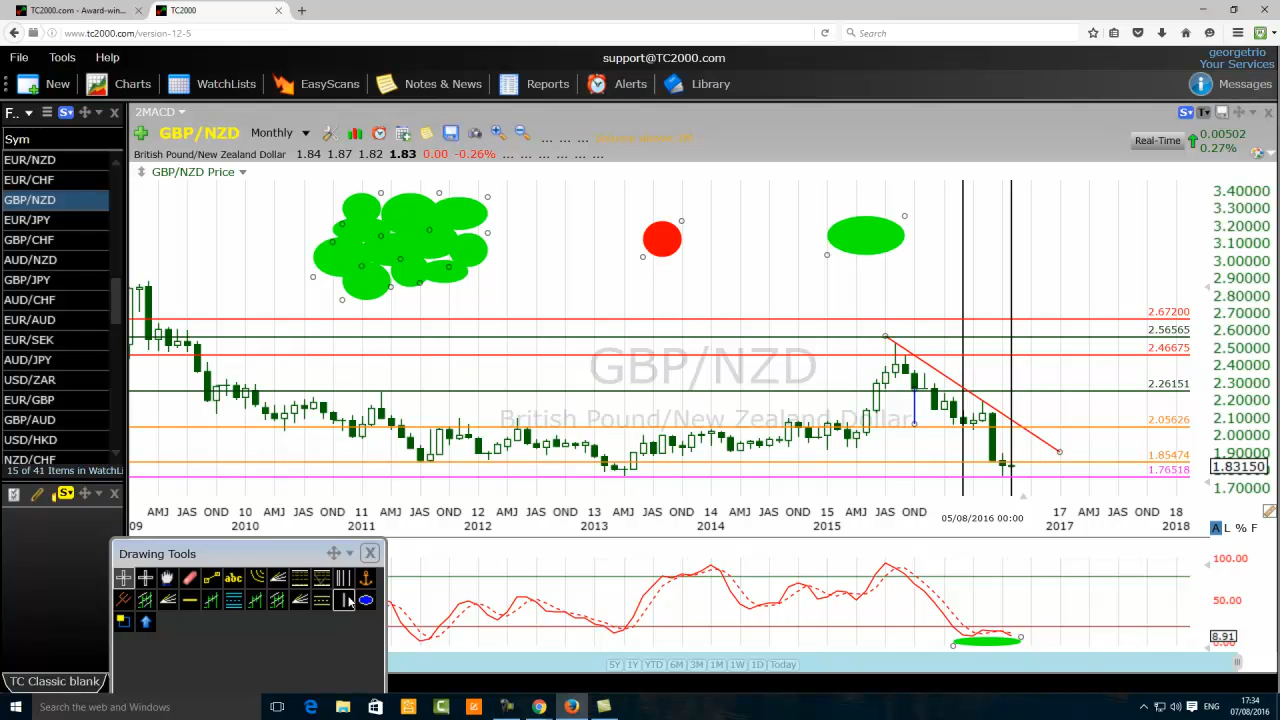 TC2000.com - Award-win...
TC2000
www.tc2000.com/version-12-5
Search
File
Tools
Help
support@TC2000.com
georgetrio
Your Services
New
Charts
WatchLists
EasyScans
Notes & News
Reports
Alerts
Library
Messages
F..
2MACD
Sym
GBP/NZD
Monthly
Real-Time
0.00502
0.27%
British Pound/New Zealand Dollar 1.84 1.87 1.82 1.83 0.00 -0.26%
GBP/NZD Price
EUR/NZD
EUR/CHF
GBP/NZD
EUR/JPY
GBP/CHF
AUD/NZD
GBP/JPY
AUD/CHF
EUR/AUD
EUR/SEK
AUD/JPY
USD/ZAR
EUR/GBP
GBP/AUD
USD/HKD
NZD/CHF
15 of 41 Items in WatchLi
3.40000
3.30000
3.20000
3.10000
3.00000
2.90000
2.80000
2.70000
2.60000
2.50000
2.40000
2.30000
2.20000
2.10000
2.00000
1.90000
1.83150
1.70000
2.67200
2.56565
2.46675
2.26151
2.05626
1.85474
1.76518
GBP/NZD
British Pound/New Zealand Dollar
AMJ JAS OND 11 AMJ JAS OND 12 AMJ JAS OND 13 AMJ JAS OND 14 AMJ JAS OND 15 AMJ JAS OND 17 AMJ JAS OND 18
09 2010 2011 2012 2013 2014 2015 05/08/2016 00:00 2017 2018
A L % F
Drawing Tools
abc
100.00
50.00
8.91
0.00
5Y 1Y YTD 6M 3M 1M 1W 1D Today
TC Classic blank
Search the web and Windows
ENG
17:34
07/08/2016